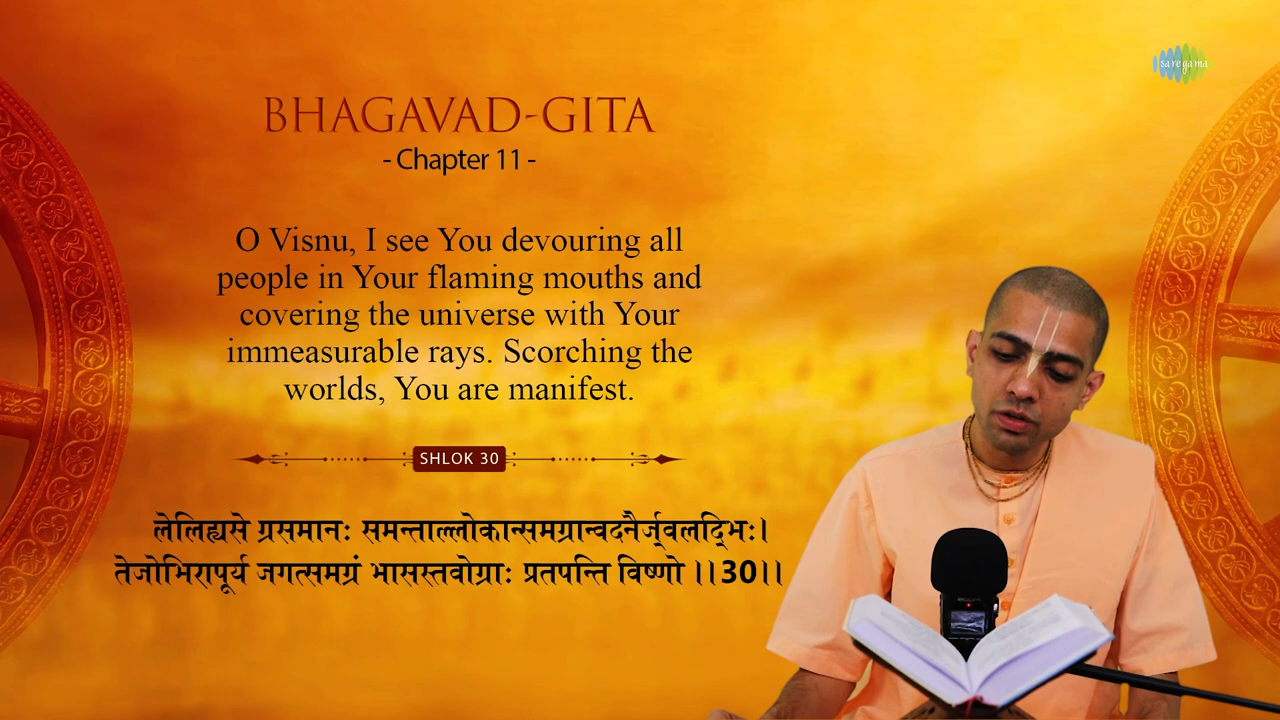 saregama
BHAGAVAD-GITA
- Chapter 11 -
O Visnu, I see You devouring all
people in Your flaming mouths and
covering the universe with Your
immeasurable rays. Scorching the
worlds, You are manifest.
SHLOK 30
लेलिह्यसे ग्रसमानः समन्ताल्लोकान्समग्रान्वदनैर्ज्वलद्भिः।
तेजोभिरापूर्य जगत्समग्रं भासस्तवोग्राः प्रतपन्ति विष्णो ।।30।।